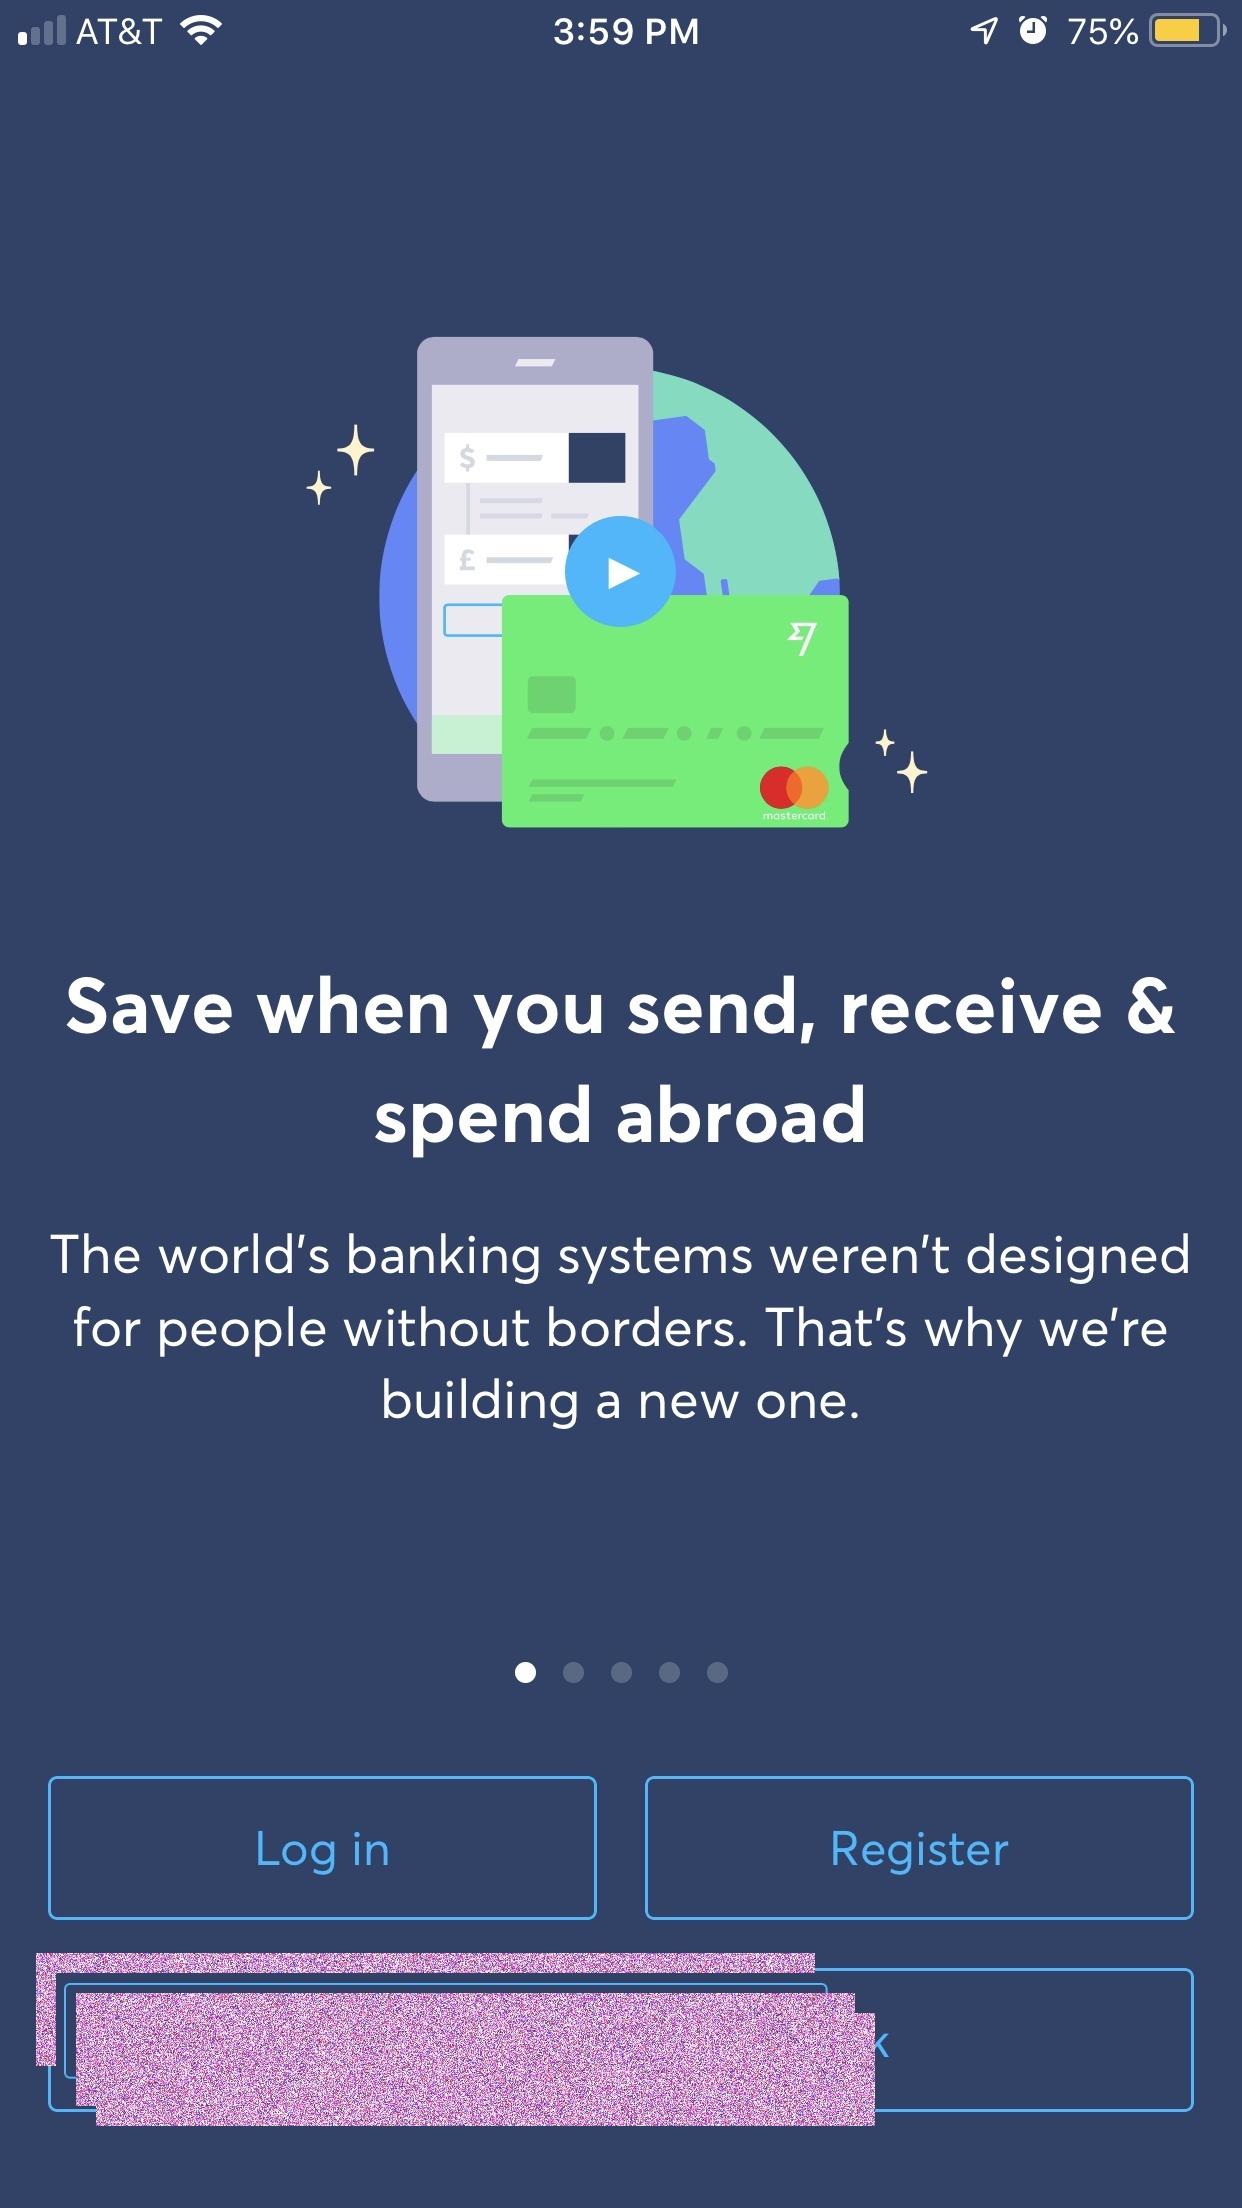 AT&T 3:59 PM 75%
$
£
mastercard
Save when you send, receive &
spend abroad
The world's banking systems weren't designed
for people without borders. That's why we're
building a new one.
Log in Register